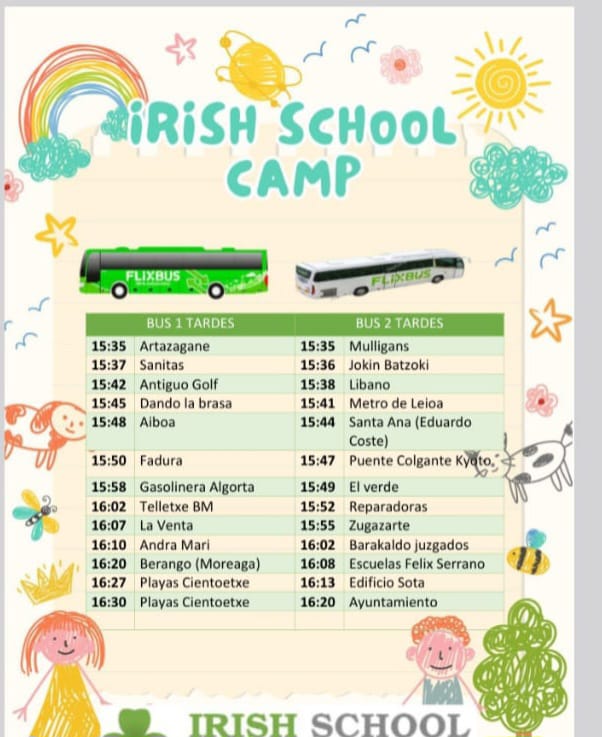 IRISH SCHOOL
CAMP
FLIXBUS
FLIXBUS
BUS 1 TARDES BUS 2 TARDES
15:35 Artazagane 15:35 Mulligans
15:37 Sanitas 15:36 Jokin Batzoki
15:42 Antiguo Golf 15:38 Libano
15:45 Dando la brasa 15:41 Metro de Leioa
15:48 Aiboa 15:44 Santa Ana (Eduardo
Coste)
15:50 Fadura 15:47 Puente Colgante Kyoto
15:58 Gasolinera Algorta 15:49 El verde
16:02 Telletxe BM 15:52 Reparadoras
16:07 La Venta 15:55 Zugazarte
16:10 Andra Mari 16:02 Barakaldo juzgados
16:20 Berango (Moreaga) 16:08 Escuelas Felix Serrano
16:27 Playas Cientoetxe 16:13 Edificio Sota
16:30 Playas Cientoetxe 16:20 Ayuntamiento
IRISH SCHOOL